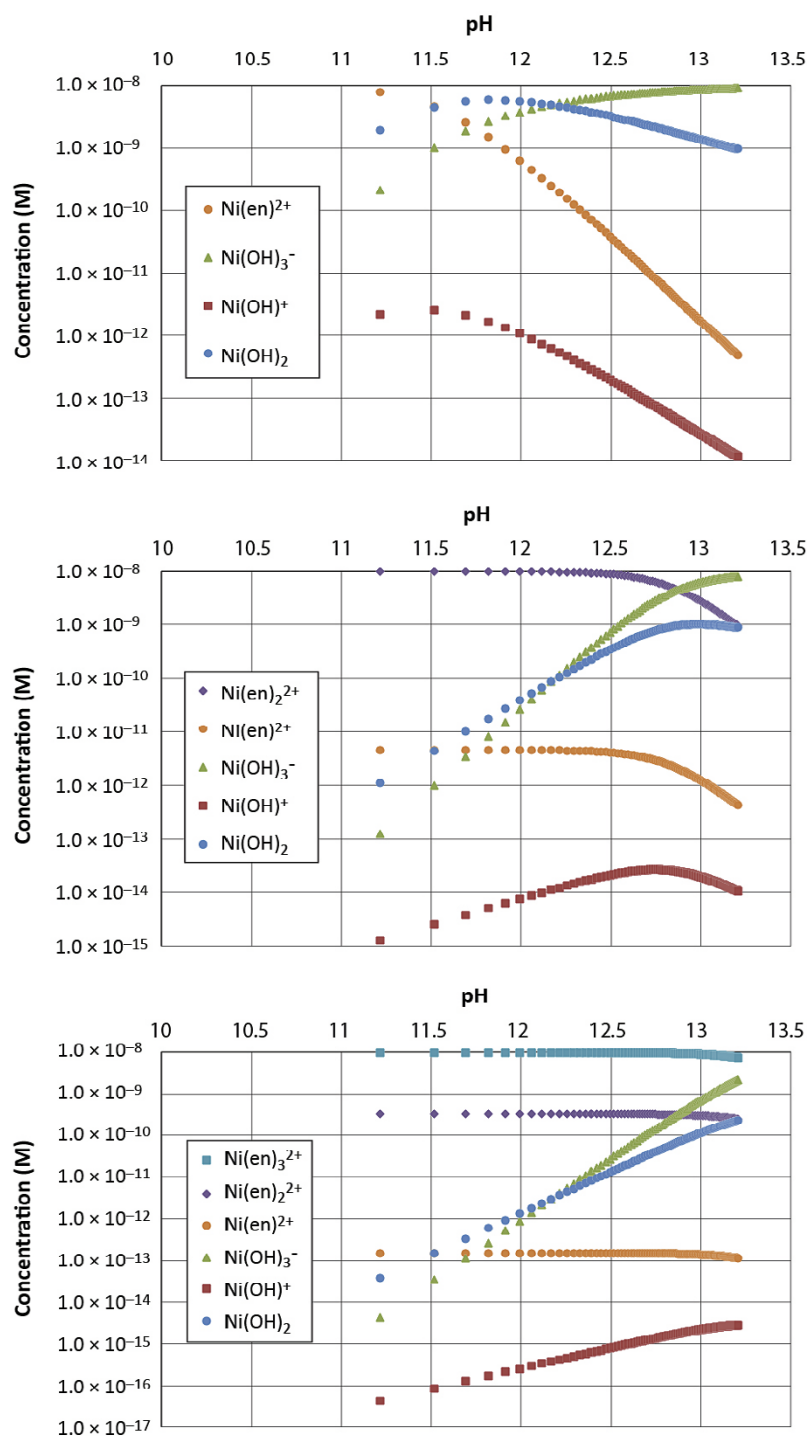 pH
10 10.5 11 11.5 12 12.5 13 13.5
1.0 × 10⁻⁸
1.0 × 10⁻⁹
1.0 × 10⁻¹⁰
1.0 × 10⁻¹¹
1.0 × 10⁻¹²
1.0 × 10⁻¹³
1.0 × 10⁻¹⁴
Concentration (M)
Ni(en)²⁺
Ni(OH)₃⁻
Ni(OH)⁺
Ni(OH)₂
pH
10 10.5 11 11.5 12 12.5 13 13.5
1.0 × 10⁻⁸
1.0 × 10⁻⁹
1.0 × 10⁻¹⁰
1.0 × 10⁻¹¹
1.0 × 10⁻¹²
1.0 × 10⁻¹³
1.0 × 10⁻¹⁴
1.0 × 10⁻¹⁵
Concentration (M)
Ni(en)₂²⁺
NI(en)²⁺
Ni(OH)₃⁻
Ni(OH)⁺
Ni(OH)₂
pH
10 10.5 11 11.5 12 12.5 13 13.5
1.0 × 10⁻⁸
1.0 × 10⁻⁹
1.0 × 10⁻¹⁰
1.0 × 10⁻¹¹
1.0 × 10⁻¹²
1.0 × 10⁻¹³
1.0 × 10⁻¹⁴
1.0 × 10⁻¹⁵
1.0 × 10⁻¹⁶
1.0 × 10⁻¹⁷
Concentration (M)
Ni(en)₃²⁺
Ni(en)₂²⁺
Ni(en)²⁺
Ni(OH)₃⁻
Ni(OH)⁺
Ni(OH)₂